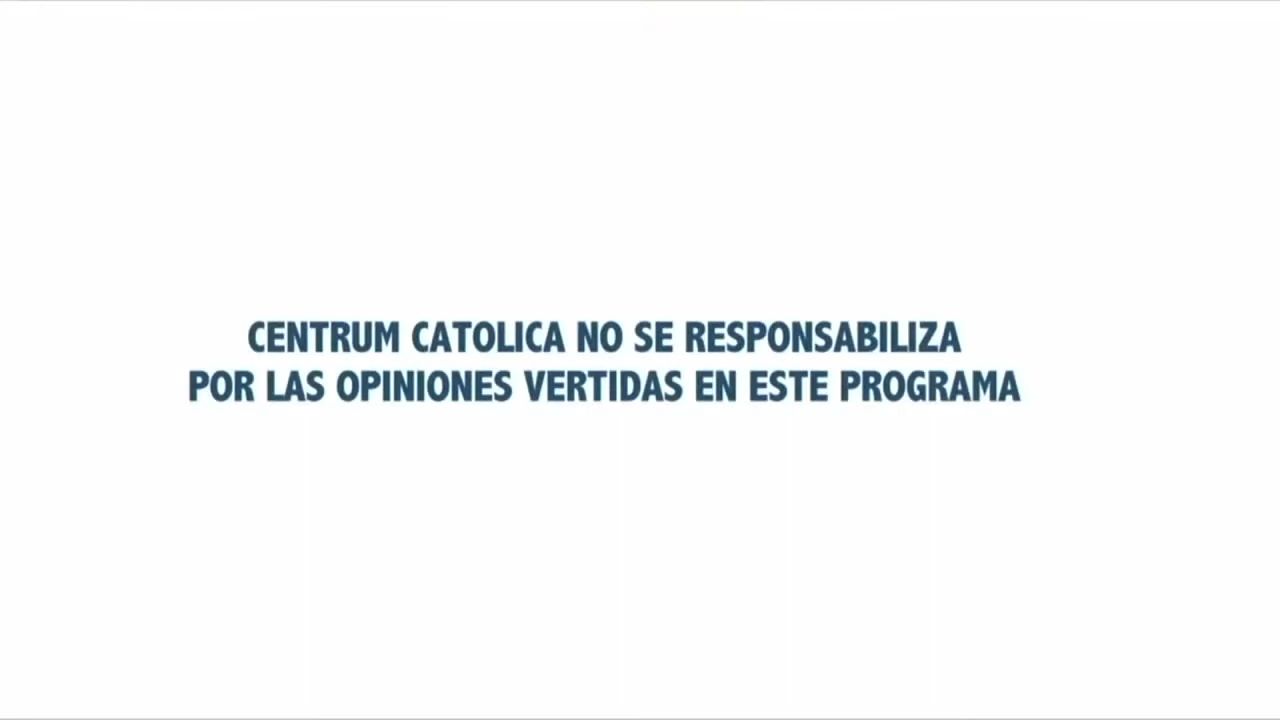 CENTRUM CATOLICA NO SE RESPONSABILIZA
POR LAS OPINIONES VERTIDAS EN ESTE PROGRAMA